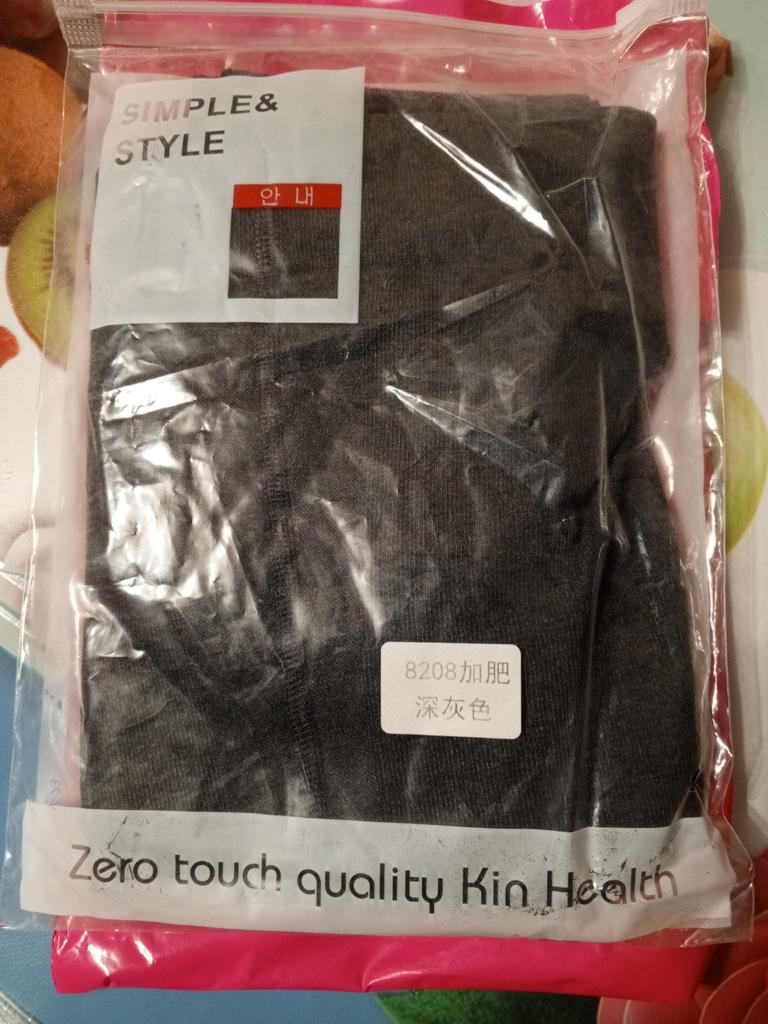 SIMPLE&
STYLE
안 내
8208加肥
深灰色
Zero touch quality Kin Health